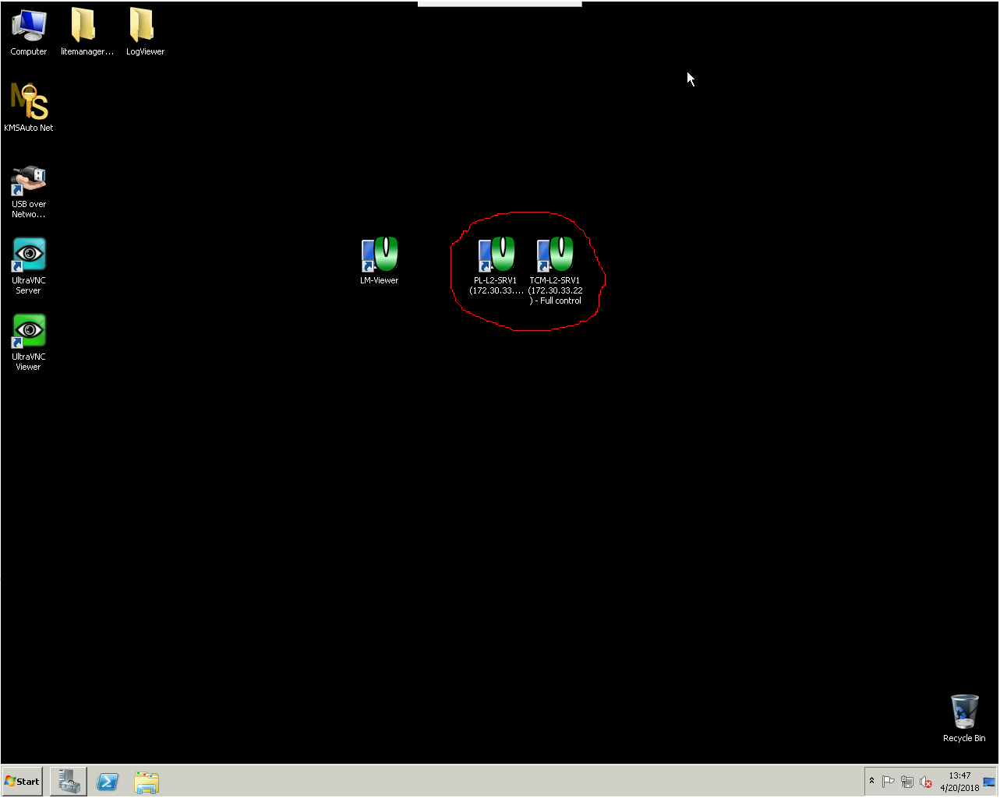 Computer
litemanager...
LogViewer
KMSAuto Net
USB over
Netwo...
UltraVNC
Server
UltraVNC
Viewer
LM-Viewer
PL-L2-SRV1
(172.30.33....
TCM-L2-SRV1
(172.30.33.22
) - Full control
Recycle Bin
Start
13:47
4/20/2018